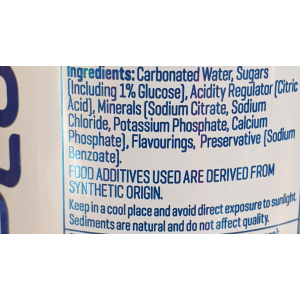 Ingredients: Carbonated Water, Sugars
(Including 1% Glucose), Acidity Regulator (Citric
Acid), Minerals (Sodium Citrate, Sodium
Chloride, Potassium Phosphate, Calcium
Phosphate), Flavourings, Preservative (Sodium
Benzoate).
FOOD ADDITIVES USED ARE DERIVED FROM
SYNTHETIC ORIGIN.
Keep in a cool place and avoid direct exposure to sunlight.
Sediments are natural and do not affect quality.